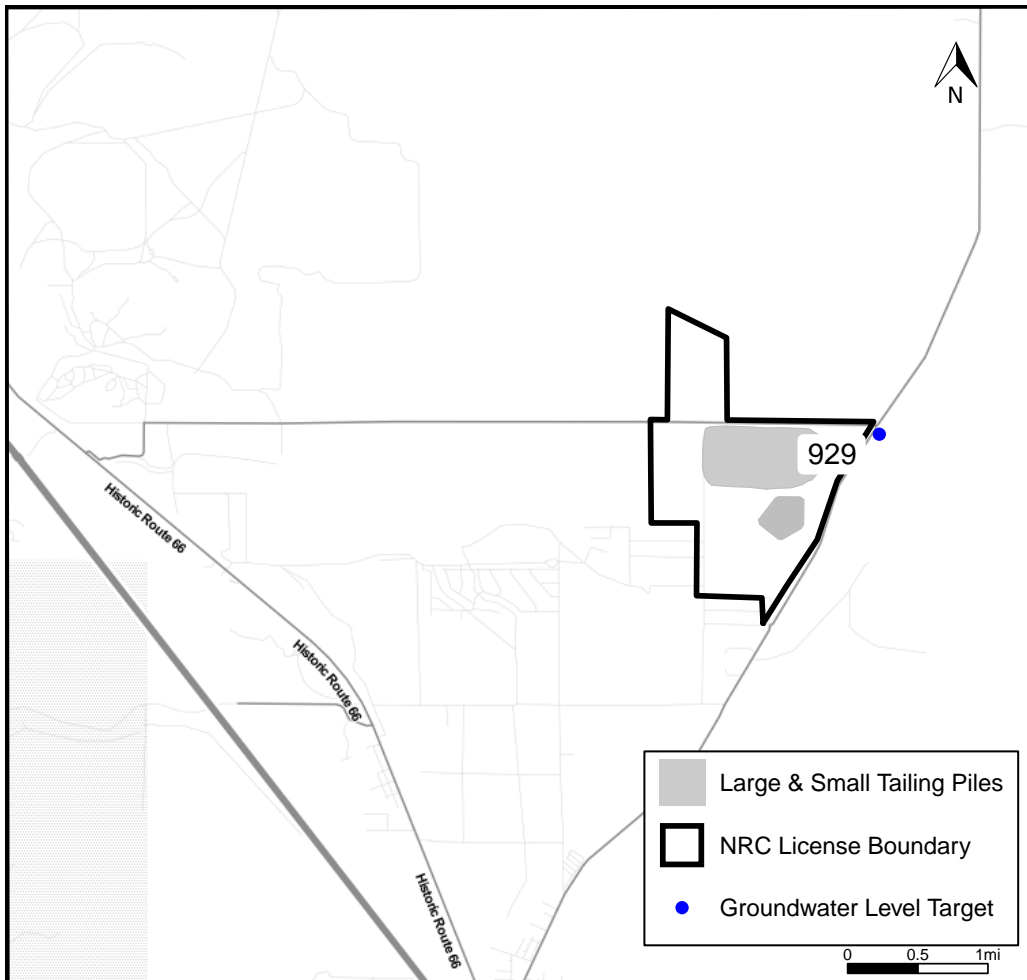 N
929
Historic Route 66
Historic Route 66
Historic Route 66
Large & Small Tailing Piles
NRC License Boundary
Groundwater Level Target
0 0.5 1mi